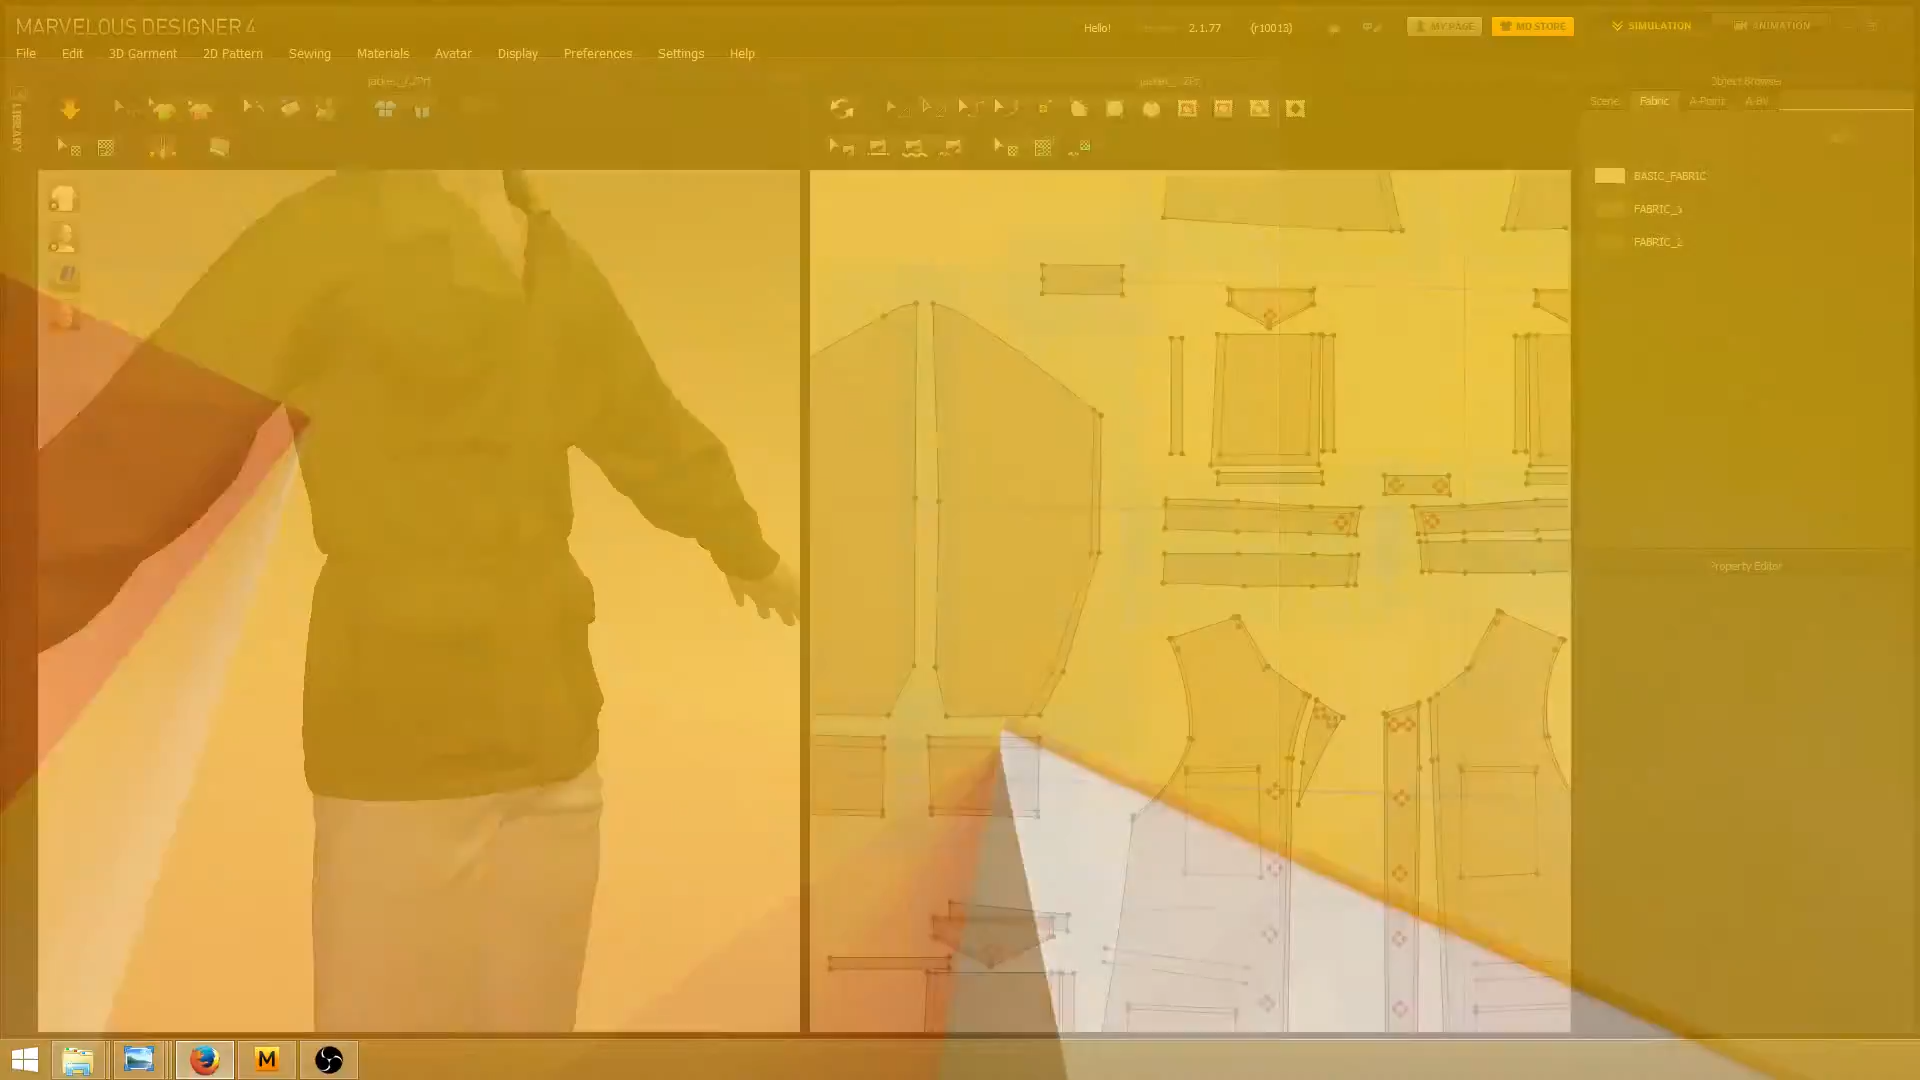 MARVELOUS DESIGNER 4
Hello!
2.1.77
(r10013)
MY PAGE
MD STORE
SIMULATION
ANIMATION
File
Edit
3D Garment
2D Pattern
Sewing
Materials
Avatar
Display
Preferences
Settings
Help
Object Browser
LIBRARY
Scene
Fabric
BASIC_FABRIC
FABRIC_2
Property Editor
M